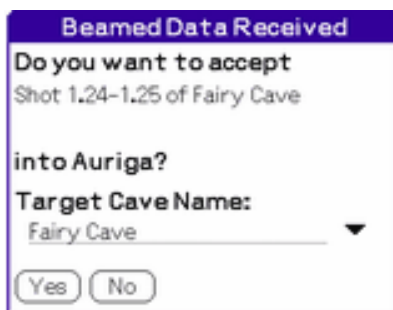 Beamed Data Received
Do you want to accept
Shot 1.24-1.25 of Fairy Cave
into Auriga?
Target Cave Name:
Fairy Cave
Yes No